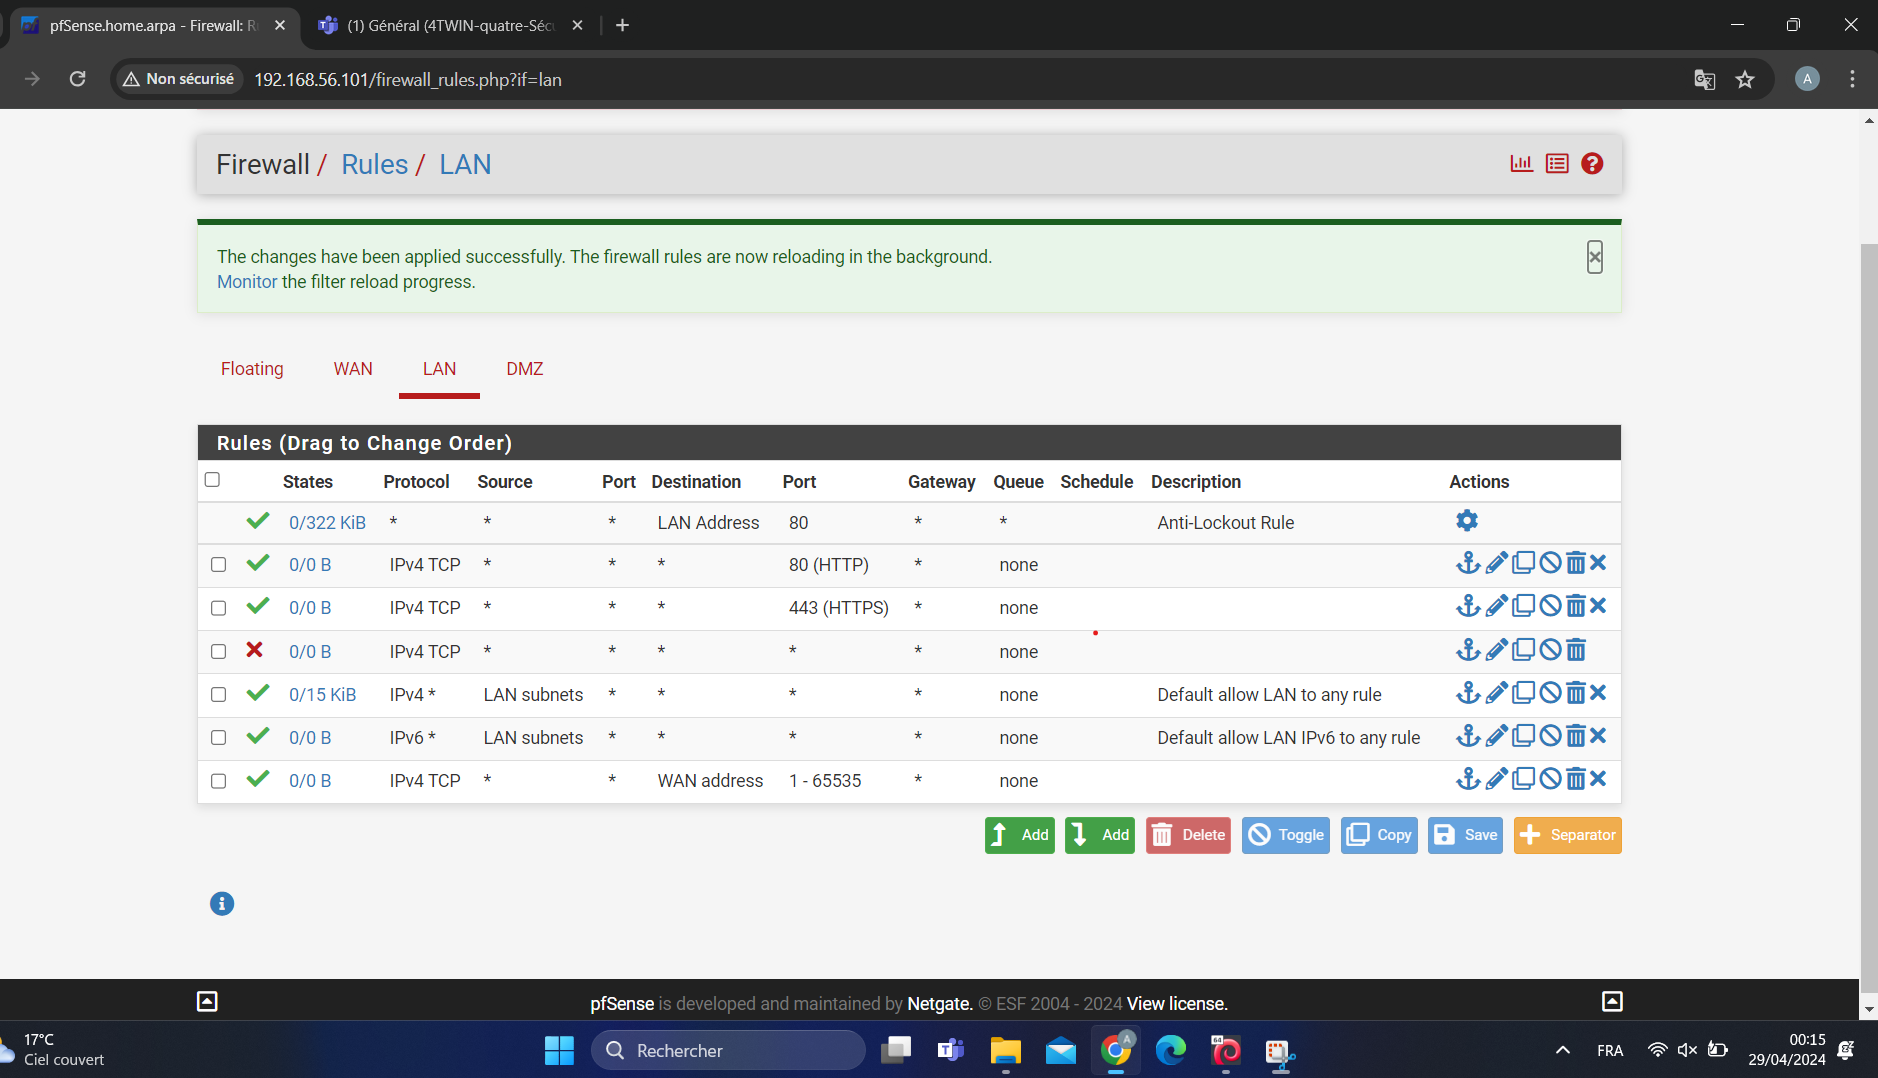 pfSense.home.arpa - Firewall: R
(1) Général (4TWIN-quatre-Séc
Non sécurisé
192.168.56.101/firewall_rules.php?if=lan
A
Firewall / Rules / LAN
The changes have been applied successfully. The firewall rules are now reloading in the background.
Monitor the filter reload progress.
Floating WAN LAN DMZ
Rules (Drag to Change Order)
States Protocol Source Port Destination Port Gateway Queue Schedule Description Actions
0/322 KiB * * * LAN Address 80 * * Anti-Lockout Rule
0/0 B IPv4 TCP * * * 80 (HTTP) * none
0/0 B IPv4 TCP * * * 443 (HTTPS) * none
0/0 B IPv4 TCP * * * * * none
0/15 KiB IPv4 * LAN subnets * * * * none Default allow LAN to any rule
0/0 B IPv6 * LAN subnets * * * * none Default allow LAN IPv6 to any rule
0/0 B IPv4 TCP * * WAN address 1 - 65535 * none
Add Add Delete Toggle Copy Save Separator
pfSense is developed and maintained by Netgate. © ESF 2004 - 2024 View license.
17°C
Ciel couvert
Rechercher
A
64
FRA
00:15
29/04/2024